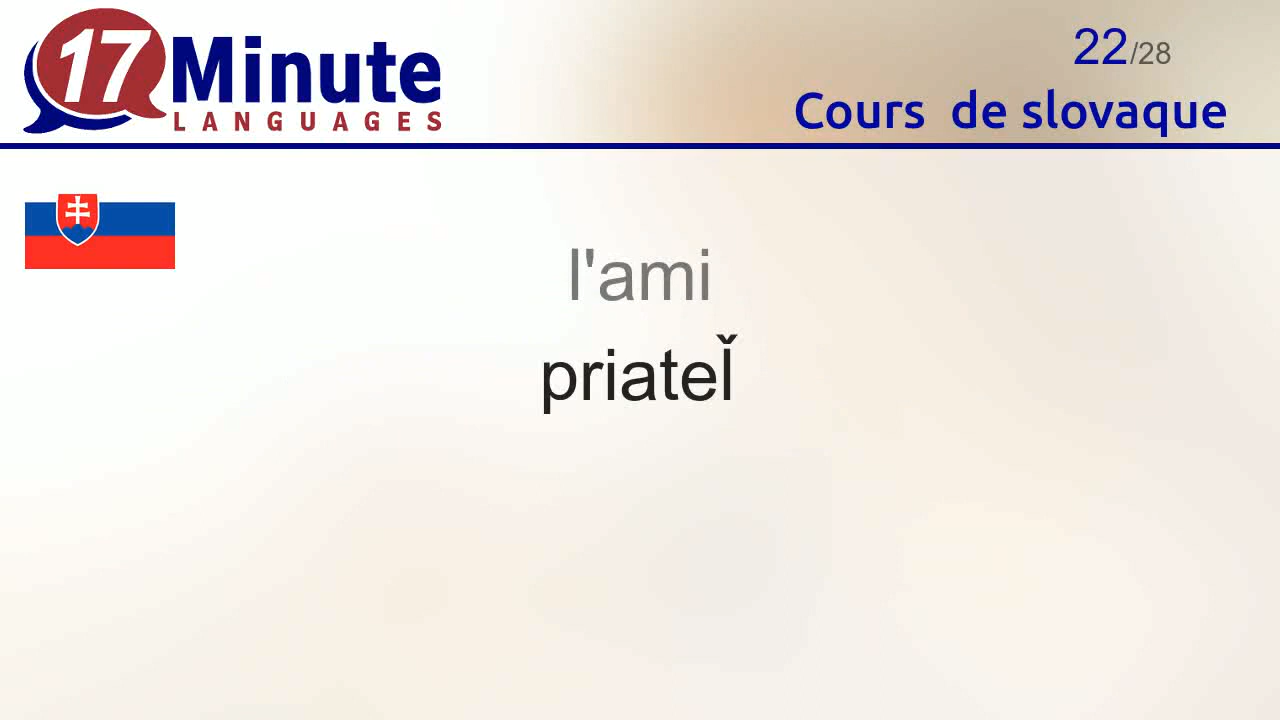 17 Minute
LANGUAGES
22/28
Cours de slovaque
l'ami
priateľ